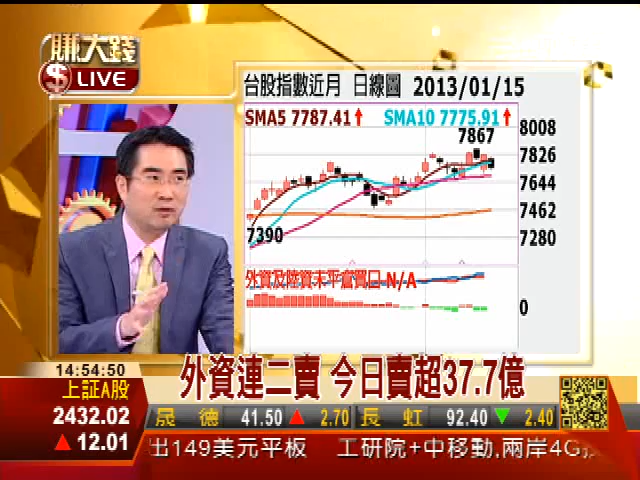 賺大錢
$ LIVE
台股指數近月 日線圖 2013/01/15
SMA5 7787.41↑ SMA10 7775.91↑
7867
8008
7826
7644
7462
7280
7390
外資及陸資未平倉買口 N/A
0
14:54:50
外資連二賣 今日賣超37.7億
上証A股
2432.02
▲12.01
晟 德 41.50 ▲ 2.70 長 虹 92.40 ▼ 2.40
出149美元平板 工研院+中移動,兩岸4G